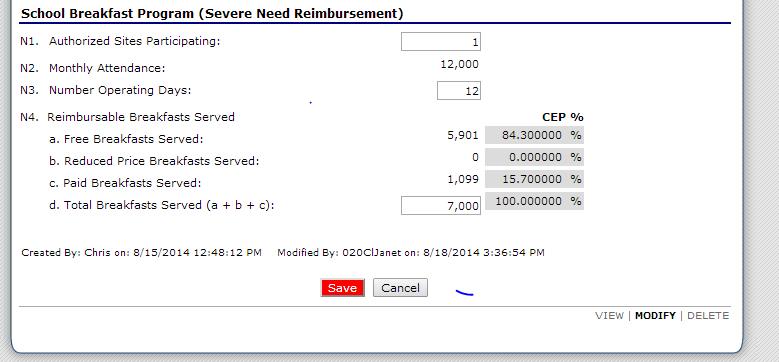 School Breakfast Program (Severe Need Reimbursement)
N1. Authorized Sites Participating: 1
N2. Monthly Attendance: 12,000
N3. Number Operating Days: 12
N4. Reimbursable Breakfasts Served CEP %
a. Free Breakfasts Served: 5,901 84.300000 %
b. Reduced Price Breakfasts Served: 0 0.000000 %
c. Paid Breakfasts Served: 1,099 15.700000 %
d. Total Breakfasts Served (a + b + c): 7,000 100.000000 %
Created By: Chris on: 8/15/2014 12:48:12 PM Modified By: 020ClJanet on: 8/18/2014 3:36:54 PM
Save Cancel
VIEW | MODIFY | DELETE